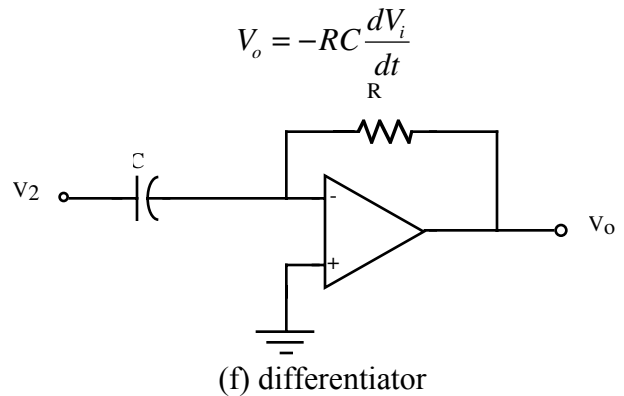 V_o = -RC dV_i/dt
R
C
V2
-
+
Vo
(f) differentiator